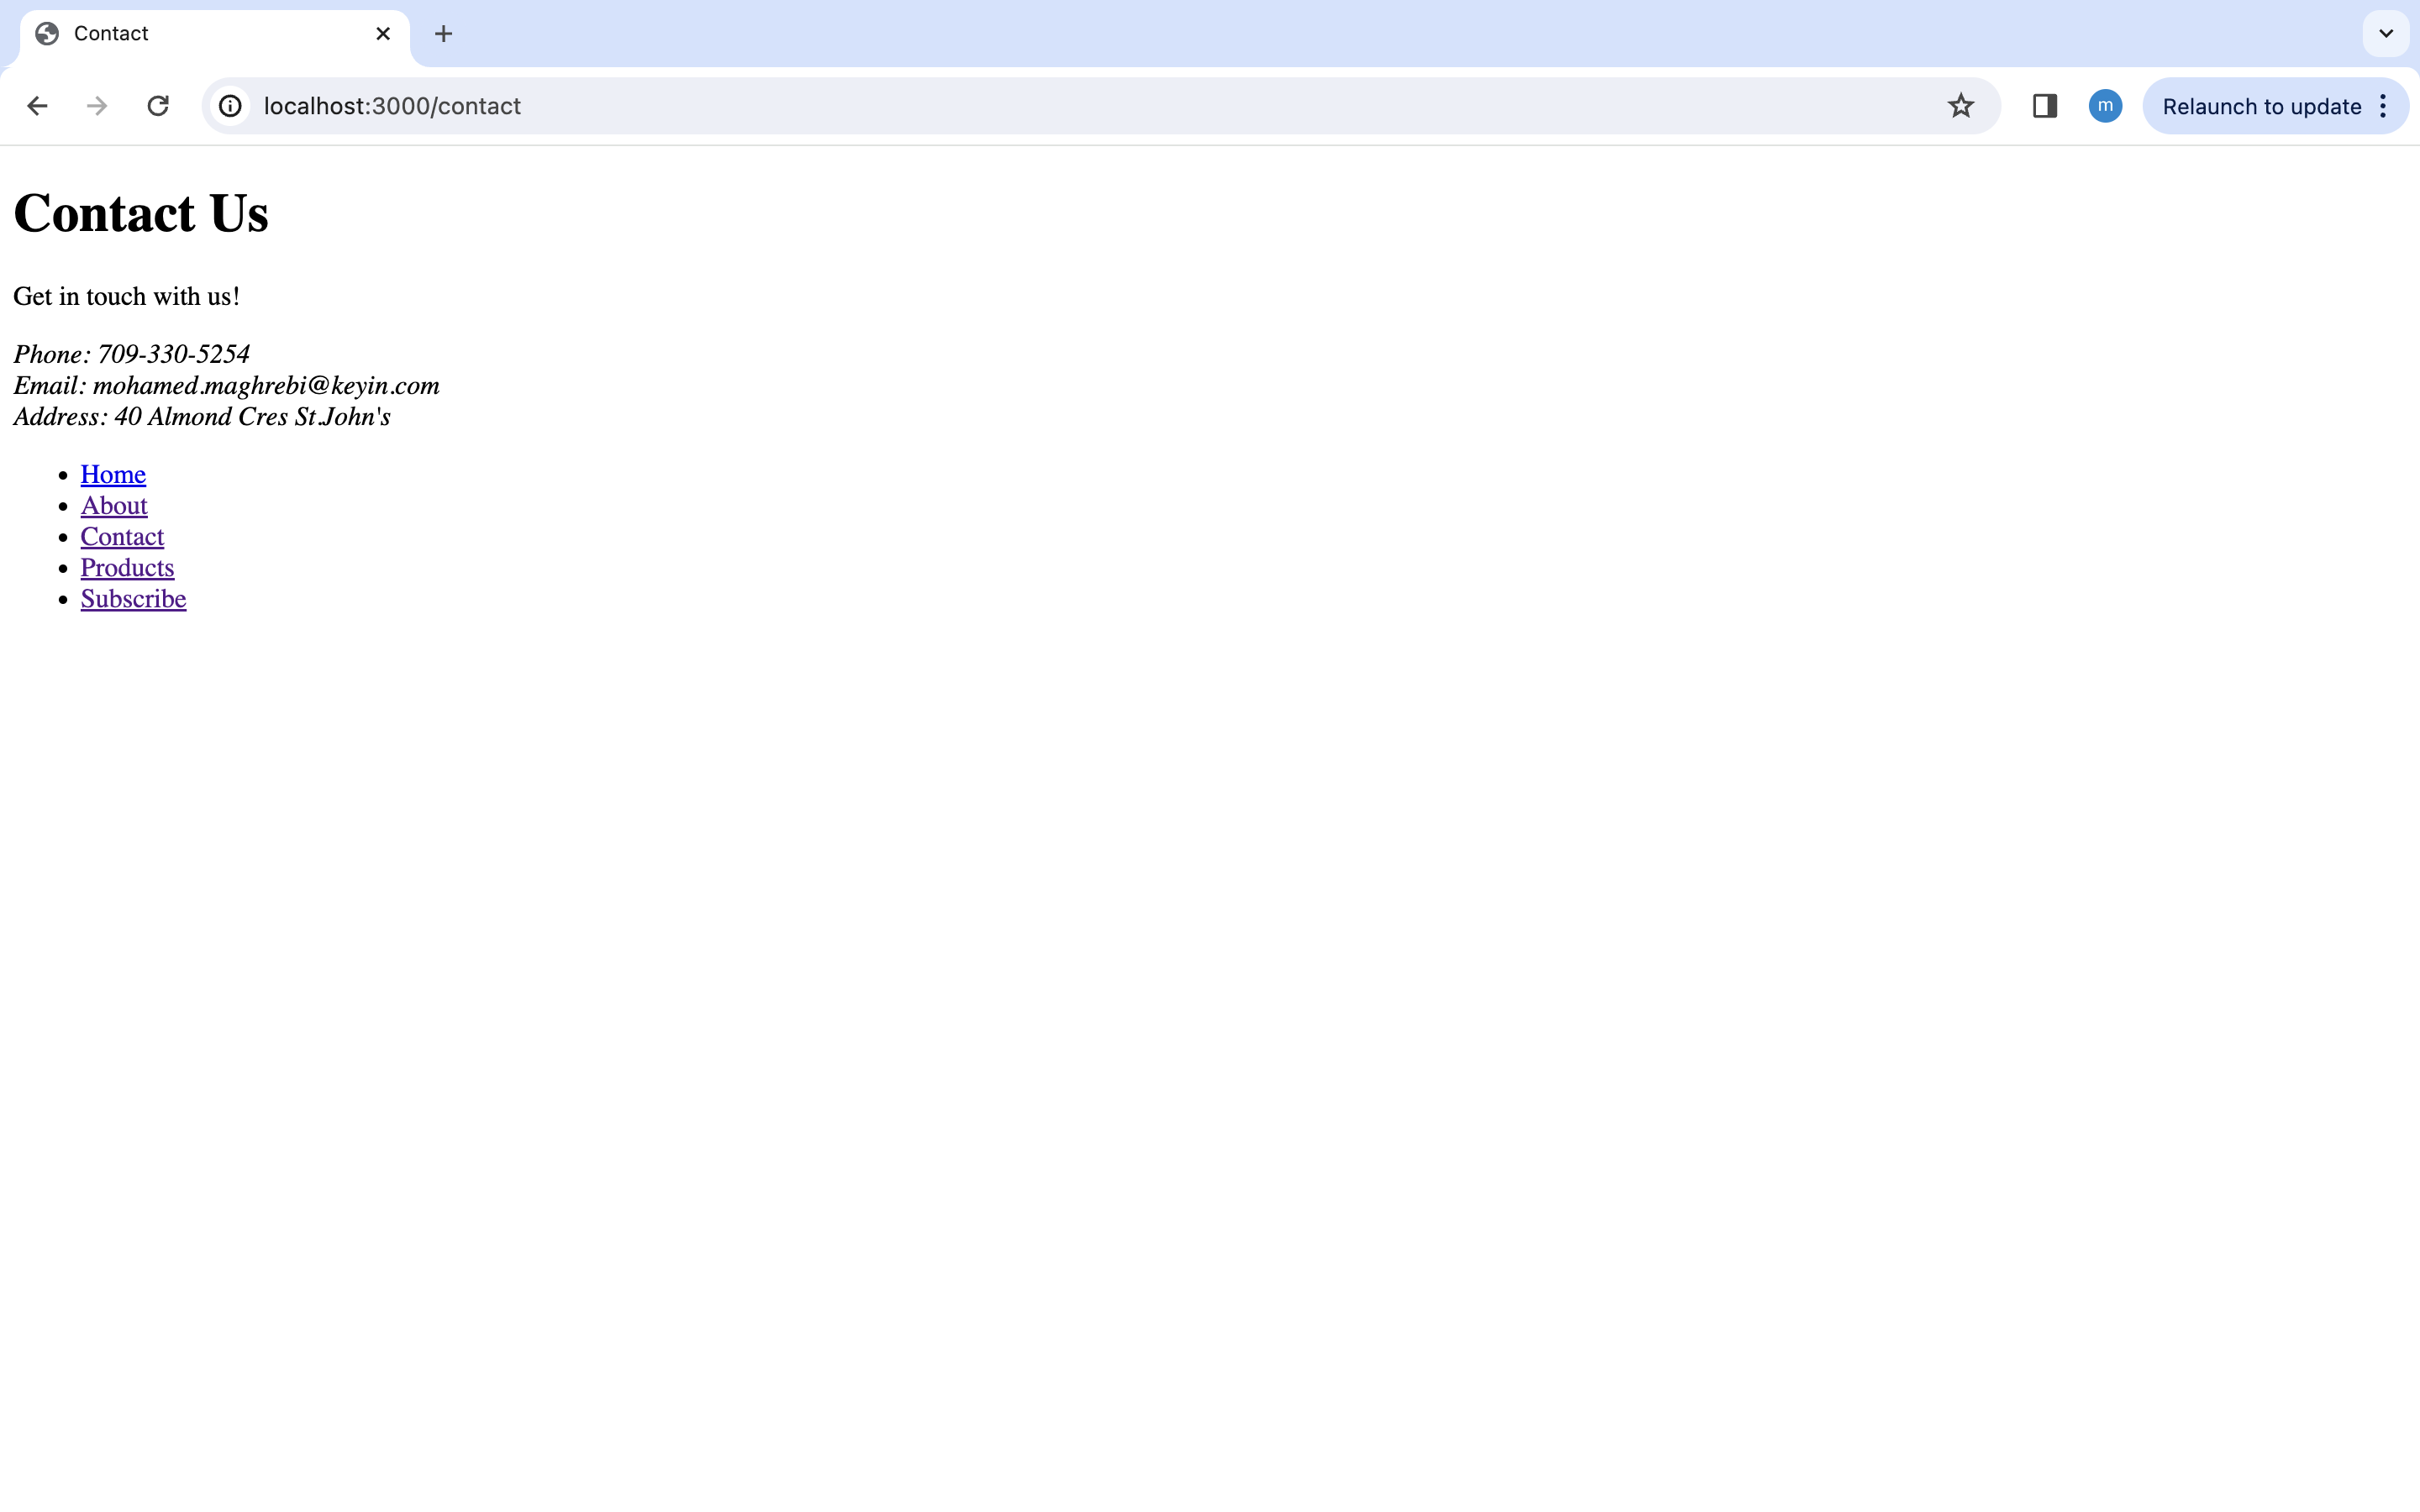 Contact
localhost:3000/contact
m
Relaunch to update
Contact Us
Get in touch with us!
Phone: 709-330-5254
Email: mohamed.maghrebi@keyin.com
Address: 40 Almond Cres St.John's
Home
About
Contact
Products
Subscribe